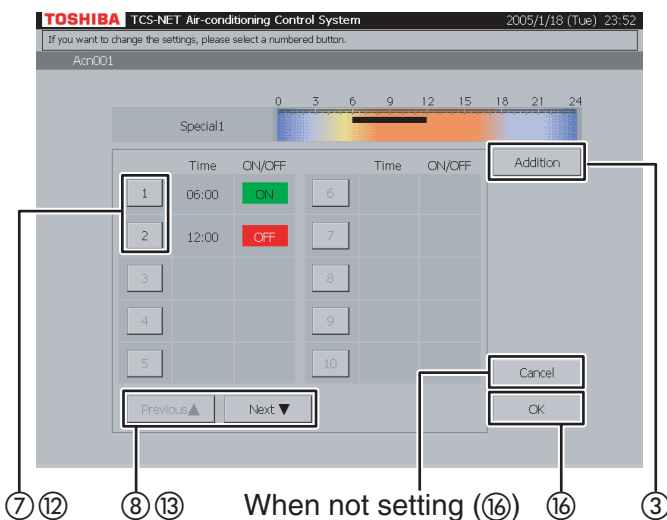 TOSHIBA TCS-NET Air-conditioning Control System 2005/1/18 (Tue) 23:52
If you want to change the settings, please select a numbered button.
Acn001
0 3 6 9 12 15 18 21 24
Special1
Time ON/OFF Time ON/OFF Addition
1 06:00 ON 6
2 12:00 OFF 7
3 8
4 9
5 10
Cancel
Previous▲ Next▼ OK
⑦⑫ ⑧⑬ When not setting (⑯) ⑯ ③